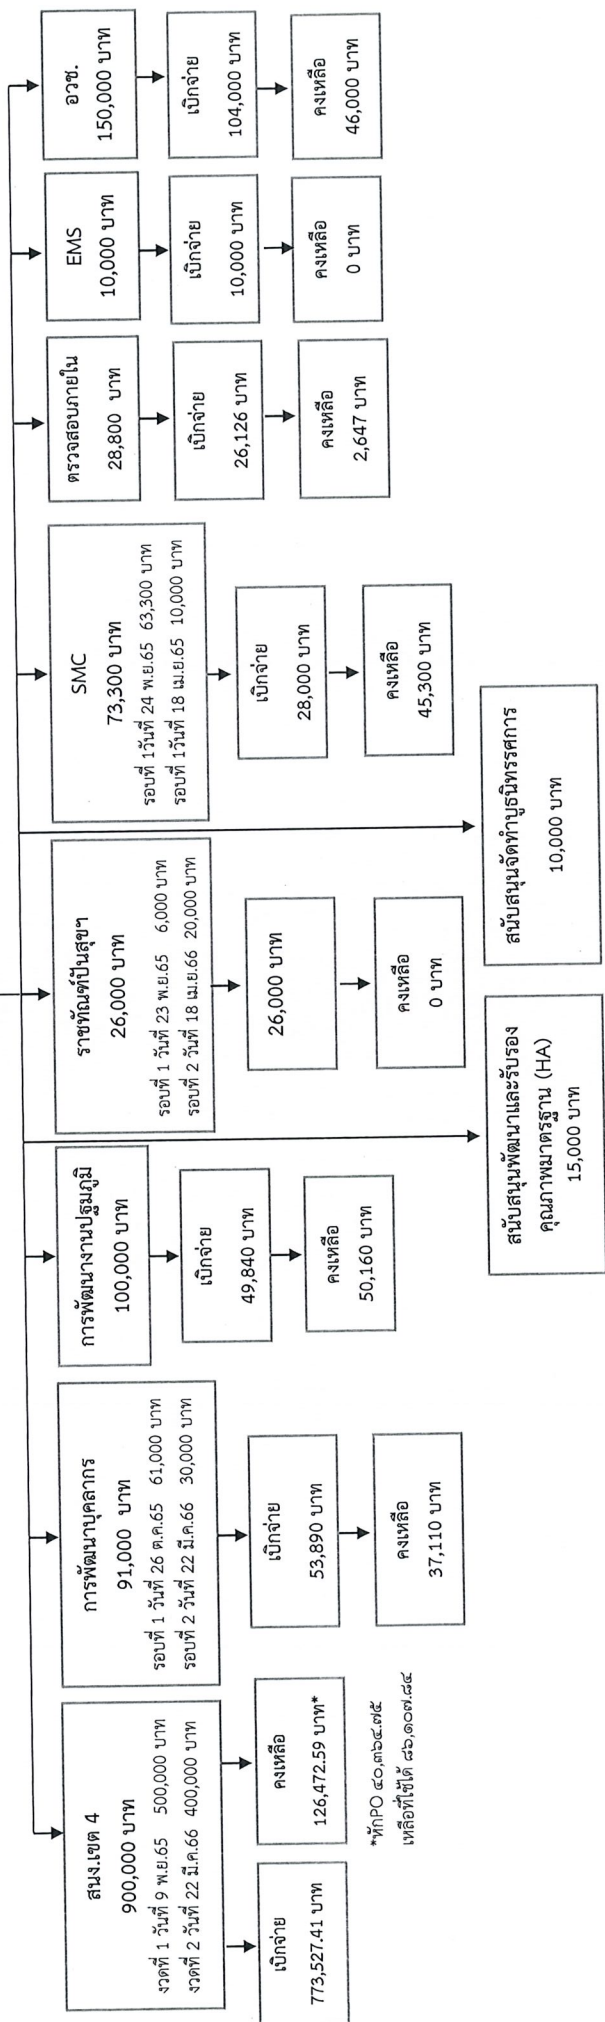 สนง.เขต 4
900,000 บาท
งวดที่ 1 วันที่ 9 พ.ย.65 500,000 บาท
งวดที่ 2 วันที่ 22 มี.ค.66 400,000 บาท
เบิกจ่าย
773,527.41 บาท
คงเหลือ
126,472.59 บาท*
*หักPO ๔๐,๓๖๔.๗๕
เหลือที่ใช้ได้ ๘๖,๑๐๗.๘๔
การพัฒนาบุคลากร
91,000 บาท
รอบที่ 1 วันที่ 26 ต.ค.65 61,000 บาท
รอบที่ 2 วันที่ 22 มี.ค.66 30,000 บาท
เบิกจ่าย
53,890 บาท
คงเหลือ
37,110 บาท
การพัฒนางานปฐมภูมิ
100,000 บาท
เบิกจ่าย
49,840 บาท
คงเหลือ
50,160 บาท
สนับสนุนพัฒนาและรับรอง
คุณภาพมาตรฐาน (HA)
15,000 บาท
ราชทัณฑ์ปันสุขฯ
26,000 บาท
รอบที่ 1 วันที่ 23 พ.ย.65 6,000 บาท
รอบที่ 2 วันที่ 18 เม.ย.66 20,000 บาท
26,000 บาท
คงเหลือ
0 บาท
สนับสนุนจัดทำบูธนิทรรศการ
10,000 บาท
SMC
73,300 บาท
รอบที่ 1วันที่ 24 พ.ย.65 63,300 บาท
รอบที่ 1วันที่ 18 เม.ย.65 10,000 บาท
เบิกจ่าย
28,000 บาท
คงเหลือ
45,300 บาท
ตรวจสอบภายใน
28,800 บาท
เบิกจ่าย
26,126 บาท
คงเหลือ
2,647 บาท
EMS
10,000 บาท
เบิกจ่าย
10,000 บาท
คงเหลือ
0 บาท
อวช.
150,000 บาท
เบิกจ่าย
104,000 บาท
คงเหลือ
46,000 บาท